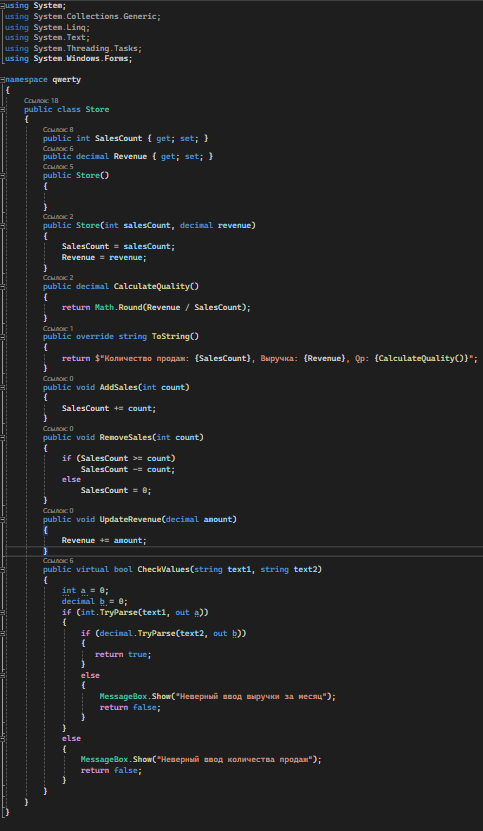 using System;
using System.Collections.Generic;
using System.Linq;
using System.Text;
using System.Threading.Tasks;
using System.Windows.Forms;
namespace qwerty
{
Ссылок: 18
public class Store
{
Ссылок: 8
public int SalesCount { get; set; }
Ссылок: 6
public decimal Revenue { get; set; }
Ссылок: 5
public Store()
{
}
Ссылок: 2
public Store(int salesCount, decimal revenue)
{
SalesCount = salesCount;
Revenue = revenue;
}
Ссылок: 2
public decimal CalculateQuality()
{
return Math.Round(Revenue / SalesCount);
}
Ссылок: 1
public override string ToString()
{
return $"Количество продаж: {SalesCount}, Выручка: {Revenue}, Qp: {CalculateQuality()}";
}
Ссылок: 0
public void AddSales(int count)
{
SalesCount += count;
}
Ссылок: 0
public void RemoveSales(int count)
{
if (SalesCount >= count)
SalesCount -= count;
else
SalesCount = 0;
}
Ссылок: 0
public void UpdateRevenue(decimal amount)
{
Revenue += amount;
}
Ссылок: 6
public virtual bool CheckValues(string text1, string text2)
{
int a = 0;
decimal b = 0;
if (int.TryParse(text1, out a))
{
if (decimal.TryParse(text2, out b))
{
return true;
}
else
{
MessageBox.Show("Неверный ввод выручки за месяц");
return false;
}
}
else
{
MessageBox.Show("Неверный ввод количества продаж");
return false;
}
}
}
}